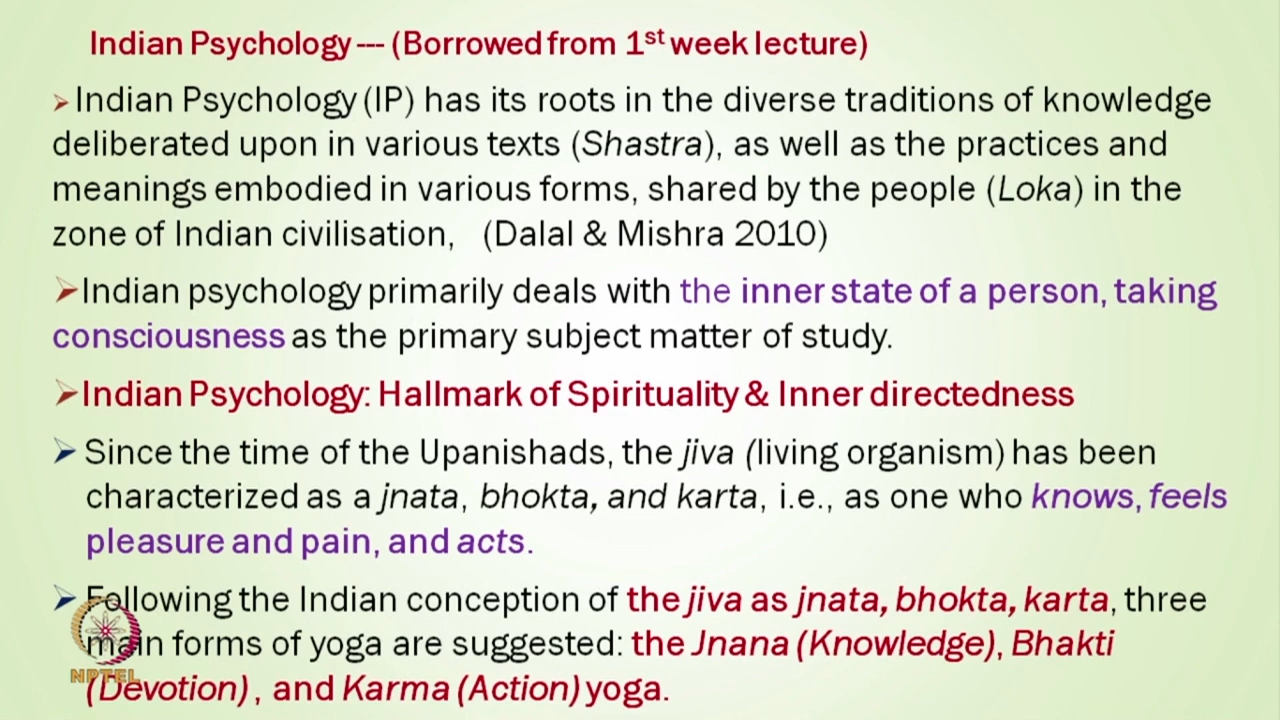 Indian Psychology --- (Borrowed from 1st week lecture)
Indian Psychology (IP) has its roots in the diverse traditions of knowledge
deliberated upon in various texts (Shastra), as well as the practices and
meanings embodied in various forms, shared by the people (Loka) in the
zone of Indian civilisation, (Dalal & Mishra 2010)
Indian psychology primarily deals with the inner state of a person, taking
consciousness as the primary subject matter of study.
Indian Psychology: Hallmark of Spirituality & Inner directedness
Since the time of the Upanishads, the jiva (living organism) has been
characterized as a jnata, bhokta, and karta, i.e., as one who knows, feels
pleasure and pain, and acts.
Following the Indian conception of the jiva as jnata, bhokta, karta, three
main forms of yoga are suggested: the Jnana (Knowledge), Bhakti
(Devotion), and Karma (Action) yoga.
NPTEL